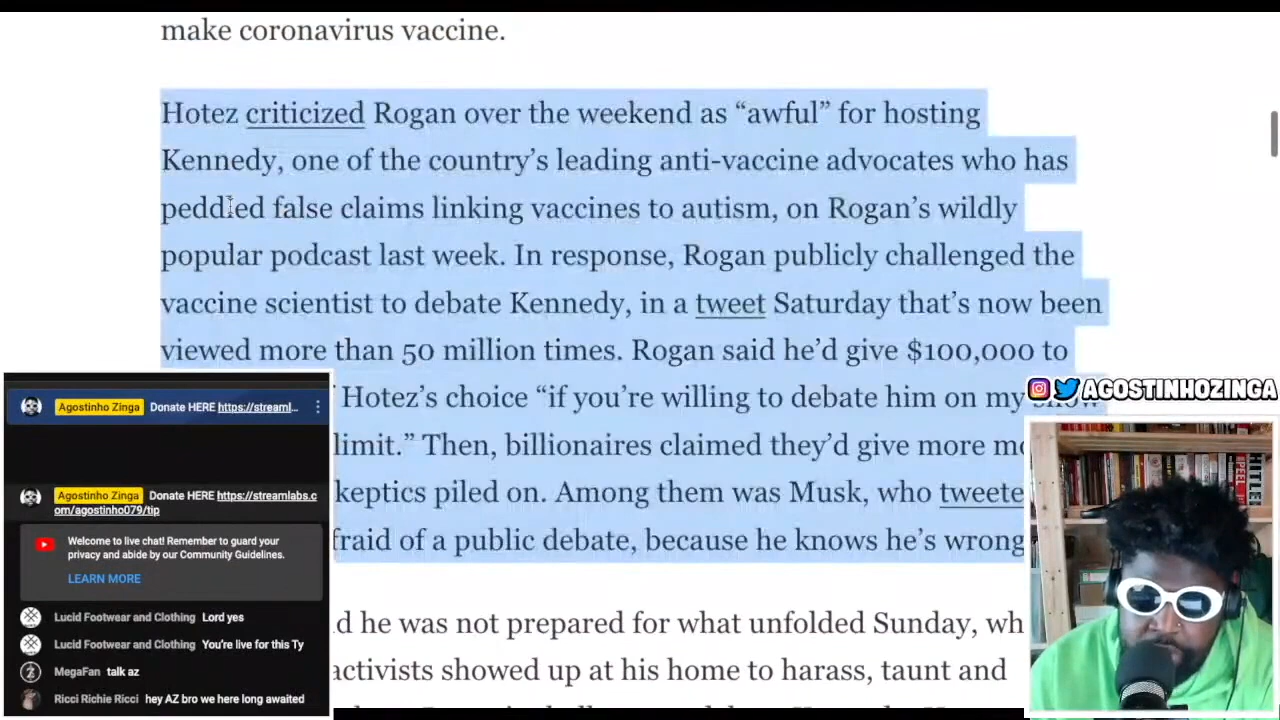 make coronavirus vaccine.
Hotez criticized Rogan over the weekend as “awful” for hosting
Kennedy, one of the country’s leading anti-vaccine advocates who has
peddled false claims linking vaccines to autism, on Rogan’s wildly
popular podcast last week. In response, Rogan publicly challenged the
vaccine scientist to debate Kennedy, in a tweet Saturday that’s now been
viewed more than 50 million times. Rogan said he’d give $100,000 to
Hotez’s choice “if you’re willing to debate him on my show
limit.” Then, billionaires claimed they’d give more mo
keptics piled on. Among them was Musk, who tweete
fraid of a public debate, because he knows he’s wrong
d he was not prepared for what unfolded Sunday, wh
activists showed up at his home to harass, taunt and
Agostinho Zinga Donate HERE https://streaml...
Agostinho Zinga Donate HERE https://streamlabs.c
om/agostinho079/tip
Welcome to live chat! Remember to guard your
privacy and abide by our Community Guidelines.
LEARN MORE
Lucid Footwear and Clothing Lord yes
Lucid Footwear and Clothing You're live for this Ty
MegaFan talk az
Ricci Richie Ricci hey AZ bro we here long awaited
AGOSTINHOZINGA
HITLER